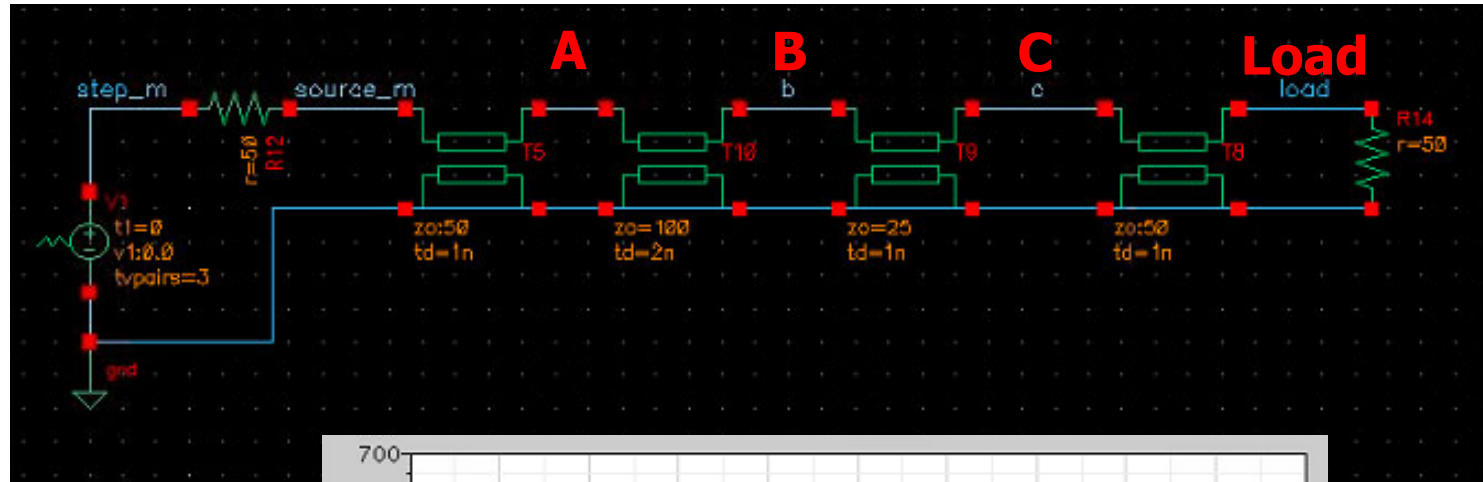 A B C Load
step_m source_m b c load
r=50
R12
T5 T10 T9 T8
R14
r=50
V1
t1=0
v1:0.0
tvpairs=3
zo:50
td=1n
zo=100
td=2n
zo=25
td=1n
zo:50
td=1n
gnd
700